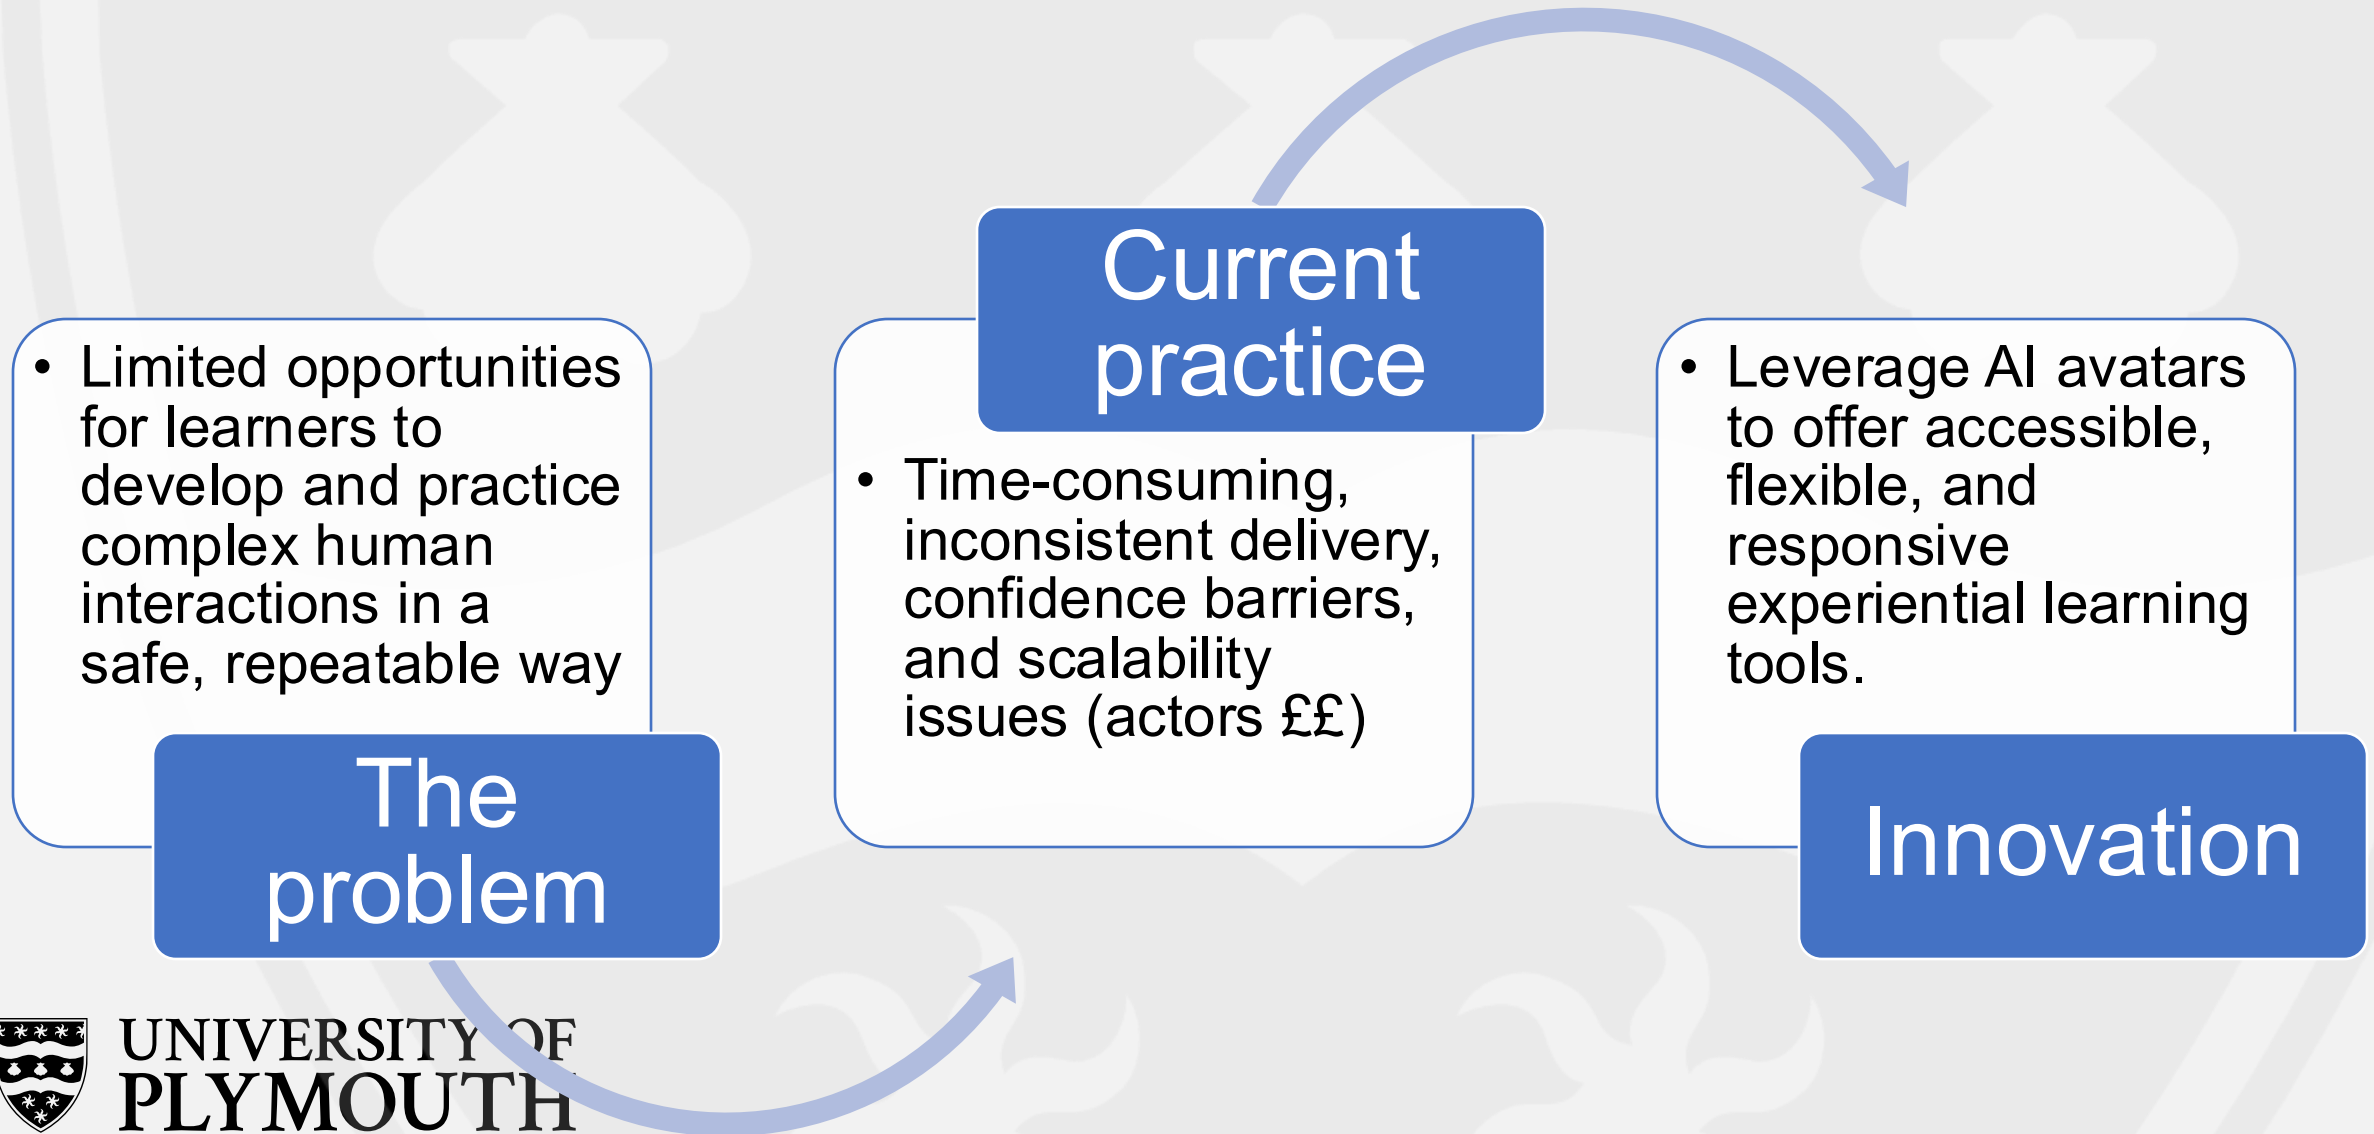 • Limited opportunities
for learners to
develop and practice
complex human
interactions in a
safe, repeatable way
The
problem
Current
practice
• Time-consuming,
inconsistent delivery,
confidence barriers,
and scalability
issues (actors ££)
• Leverage AI avatars
to offer accessible,
flexible, and
responsive
experiential learning
tools.
Innovation
UNIVERSITY OF
PLYMOUTH